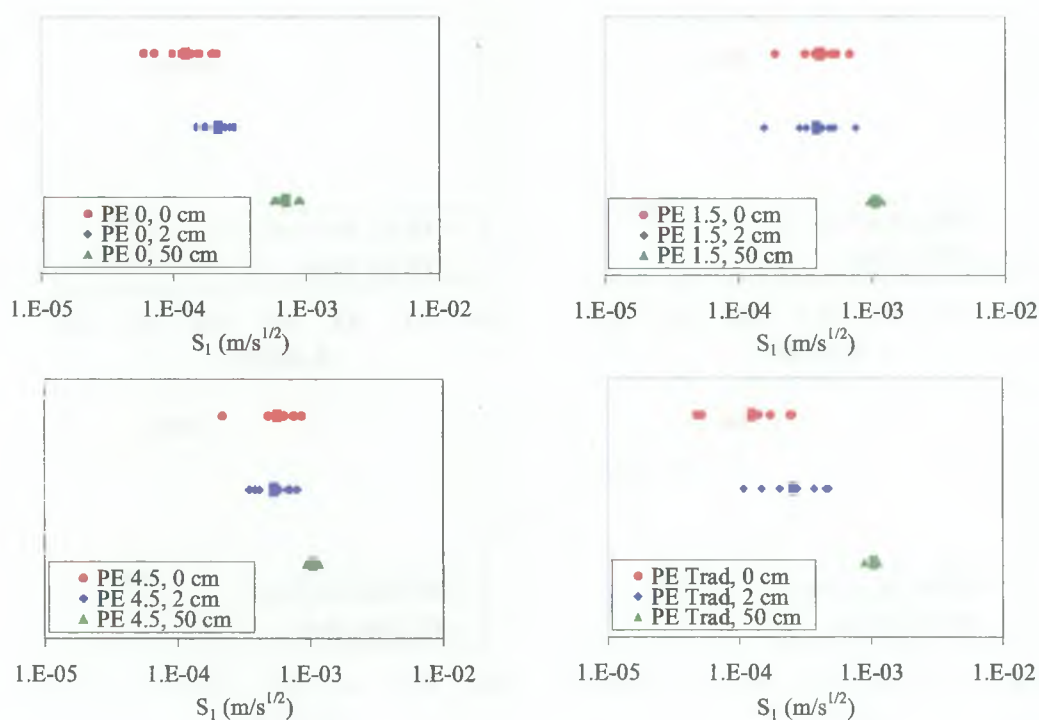 PE 0, 0 cm
PE 0, 2 cm
PE 0, 50 cm
1.E-05 1.E-04 1.E-03 1.E-02
S₁ (m/s^{1/2})
PE 1.5, 0 cm
PE 1.5, 2 cm
PE 1.5, 50 cm
1.E-05 1.E-04 1.E-03 1.E-02
S₁ (m/s^{1/2})
PE 4.5, 0 cm
PE 4.5, 2 cm
PE 4.5, 50 cm
1.E-05 1.E-04 1.E-03 1.E-02
S₁ (m/s^{1/2})
PE Trad, 0 cm
PE Trad, 2 cm
PE Trad, 50 cm
1.E-05 1.E-04 1.E-03 1.E-02
S₁ (m/s^{1/2})